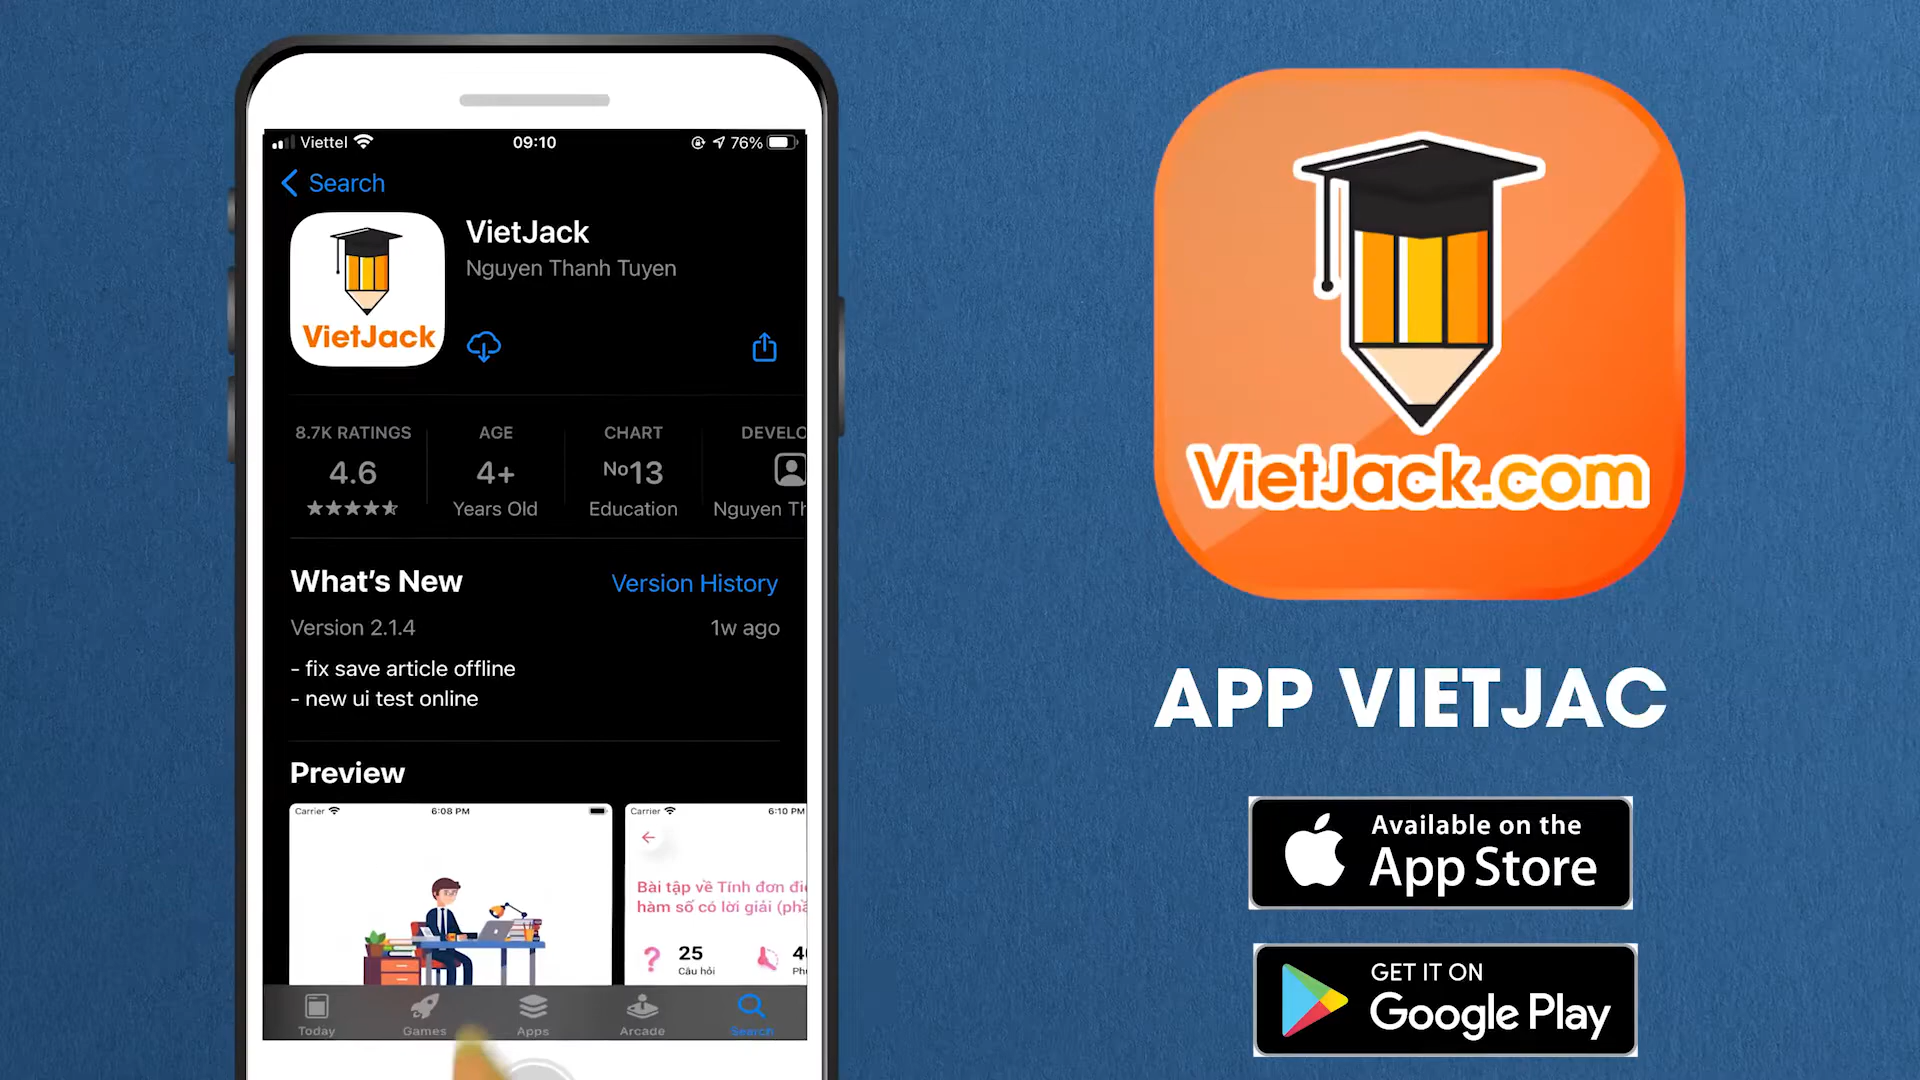 Viettel 09:10 76%
Search
VietJack
Nguyen Thanh Tuyen
VietJack
8.7K RATINGS AGE CHART DEVELO
4.6 4+ No13
Years Old Education Nguyen Th
What's New Version History
Version 2.1.4 1w ago
- fix save article offline
- new ui test online
Preview
Carrier 6:08 PM Carrier 6:10 PM
Bài tập về Tính đơn đi
hàm số có lời giải (ph
25
Câu hỏi
Today Games Apps Arcade Search
VietJack.com
APP VIETJAC
Available on the
App Store
GET IT ON
Google Play